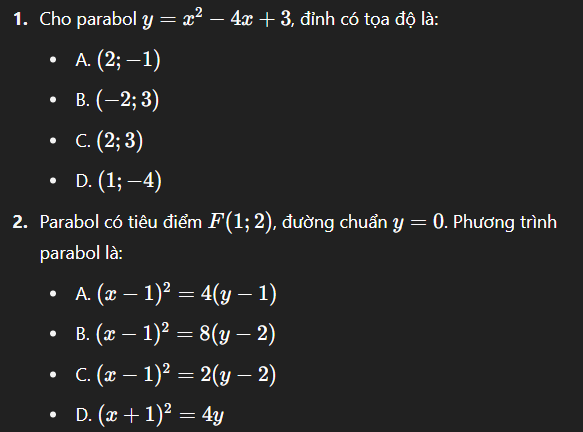 1. Cho parabol y = x² − 4x + 3, đỉnh có tọa độ là:
• A. (2; −1)
• B. (−2; 3)
• C. (2; 3)
• D. (1; −4)
2. Parabol có tiêu điểm F(1; 2), đường chuẩn y = 0. Phương trình
parabol là:
• A. (x − 1)² = 4(y − 1)
• B. (x − 1)² = 8(y − 2)
• C. (x − 1)² = 2(y − 2)
• D. (x + 1)² = 4y